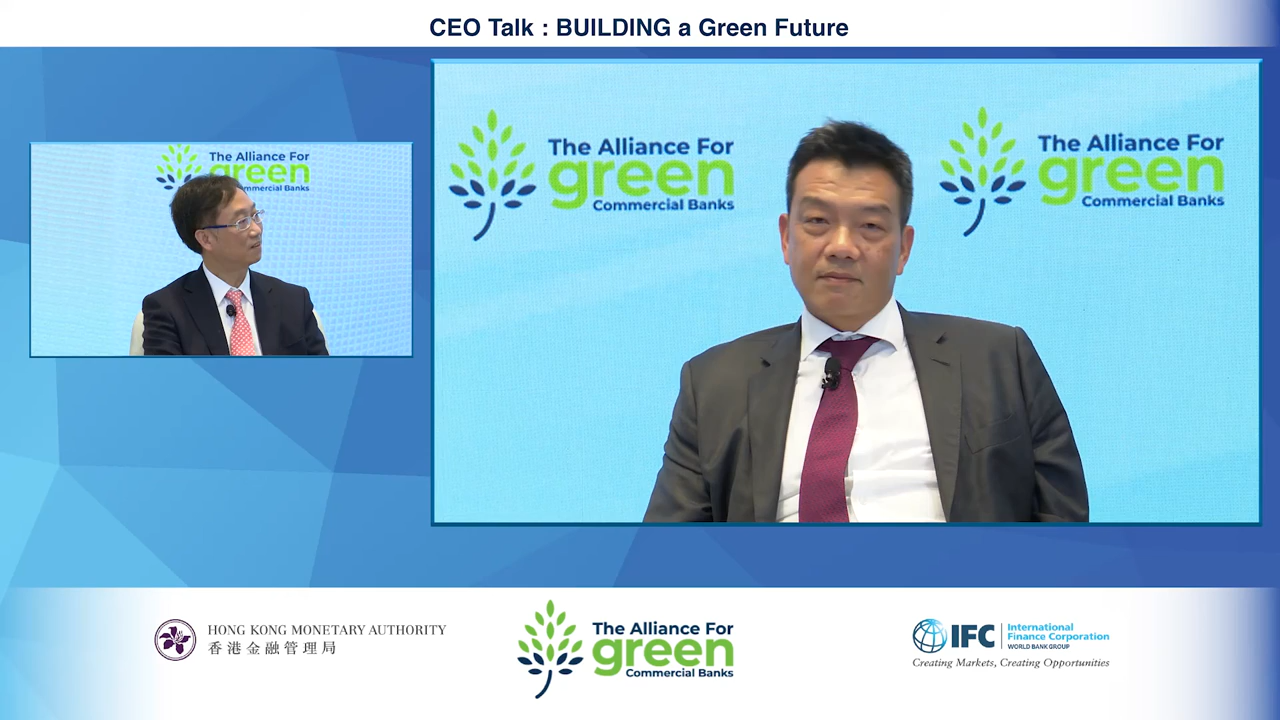 CEO Talk : BUILDING a Green Future
The Alliance For
green
Commercial Banks
The Alliance For
green
Commercial Banks
The Alliance For
green
Commercial Banks
HONG KONG MONETARY AUTHORITY
香港金融管理局
The Alliance For
green
Commercial Banks
IFC
International
Finance Corporation
WORLD BANK GROUP
Creating Markets, Creating Opportunities